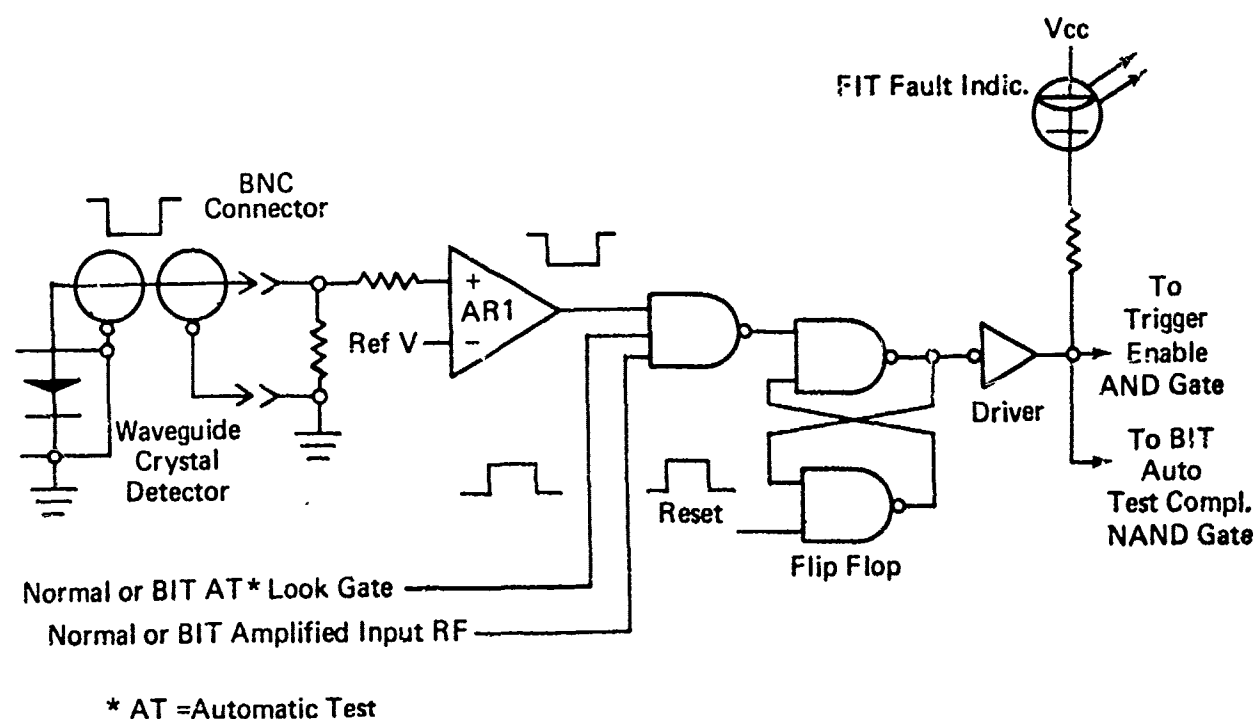 Vcc
FIT Fault Indic.
BNC
Connector
+
AR1
Ref V
−
To
Trigger
Enable
AND Gate
Driver
Waveguide
Crystal
Detector
To BIT
Auto
Test Compl.
NAND Gate
Reset
Flip Flop
Normal or BIT AT* Look Gate
Normal or BIT Amplified Input RF
* AT =Automatic Test